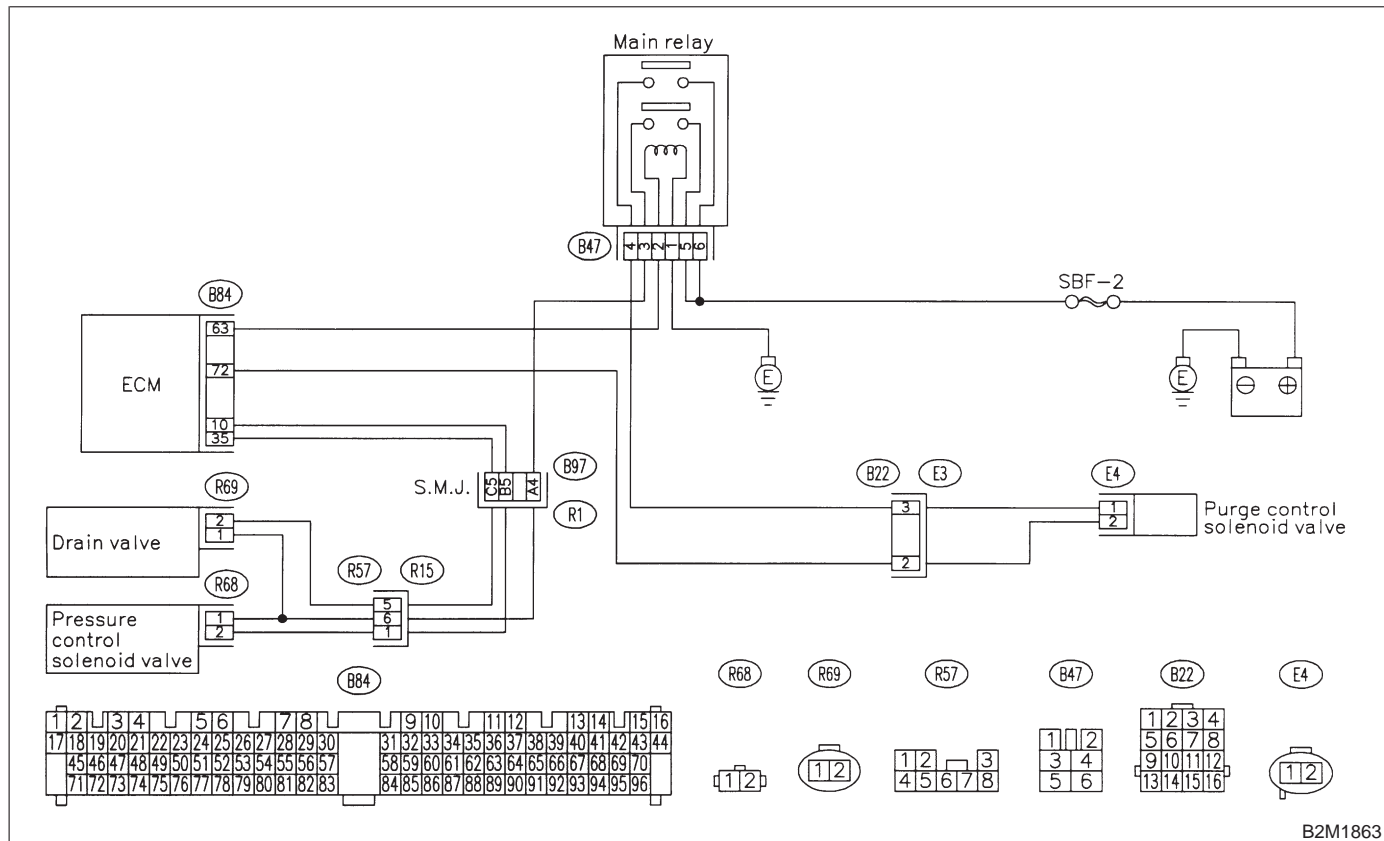 Main relay
B47
4 3 2 1 5 6
SBF-2
B84
63
72
10
35
ECM
E
E
⊖ ⊕
S.M.J.
C5 B5 A4
B97
R1
B22 E3
3
2
E4
1
2
Purge control
solenoid valve
R69
2
1
Drain valve
R57 R15
5
6
1
R68
1
2
Pressure
control
solenoid valve
B84
1 2 3 4 5 6 7 8 9 10 11 12 13 14 15 16
17 18 19 20 21 22 23 24 25 26 27 28 29 30 31 32 33 34 35 36 37 38 39 40 41 42 43 44
45 46 47 48 49 50 51 52 53 54 55 56 57 58 59 60 61 62 63 64 65 66 67 68 69 70
71 72 73 74 75 76 77 78 79 80 81 82 83 84 85 86 87 88 89 90 91 92 93 94 95 96
R68
1 2
R69
1 2
R57
1 2 3
4 5 6 7 8
B47
1 2
3 4
5 6
B22
1 2 3 4
5 6 7 8
9 10 11 12
13 14 15 16
E4
1 2
B2M1863